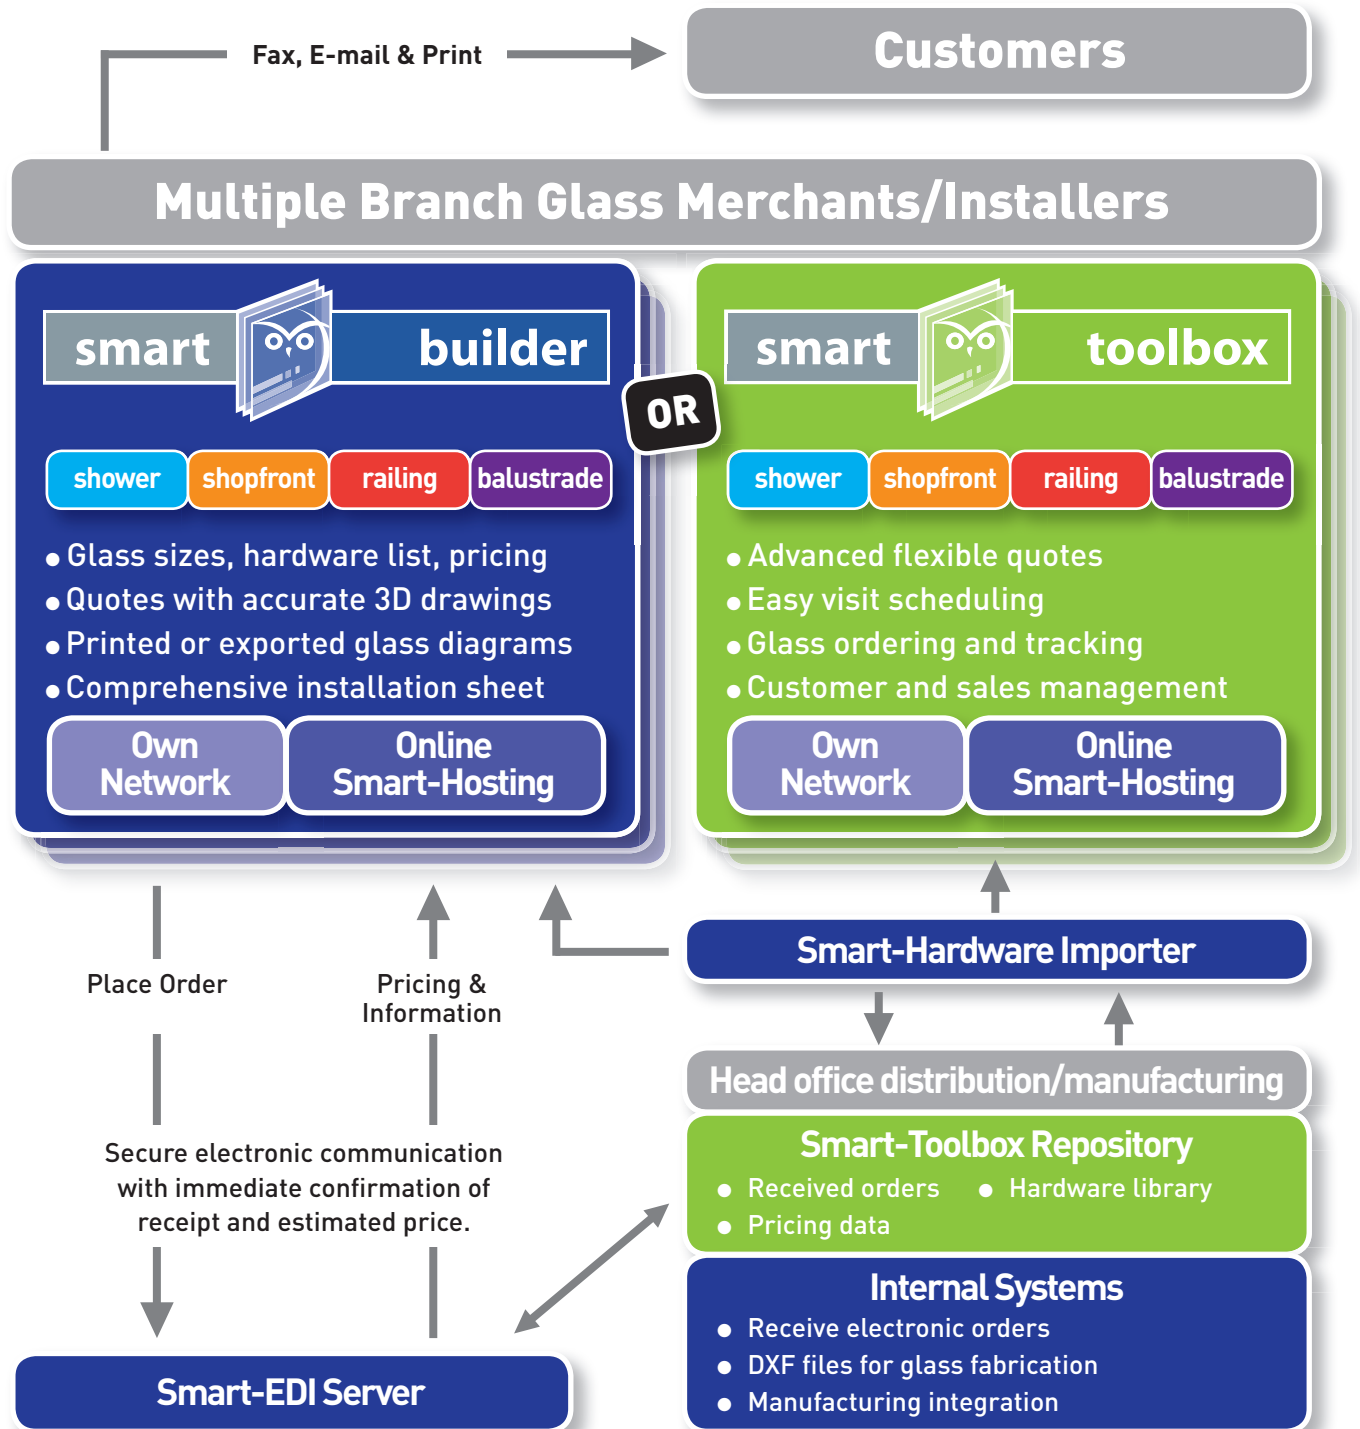 Fax, E-mail & Print
Customers
Multiple Branch Glass Merchants/Installers
smart builder
shower shopfront railing balustrade
● Glass sizes, hardware list, pricing
● Quotes with accurate 3D drawings
● Printed or exported glass diagrams
● Comprehensive installation sheet
Own
Network
Online
Smart-Hosting
OR
smart toolbox
shower shopfront railing balustrade
● Advanced flexible quotes
● Easy visit scheduling
● Glass ordering and tracking
● Customer and sales management
Own
Network
Online
Smart-Hosting
Place Order
Pricing &
Information
Secure electronic communication
with immediate confirmation of
receipt and estimated price.
Smart-EDI Server
Smart-Hardware Importer
Head office distribution/manufacturing
Smart-Toolbox Repository
● Received orders ● Hardware library
● Pricing data
Internal Systems
● Receive electronic orders
● DXF files for glass fabrication
● Manufacturing integration